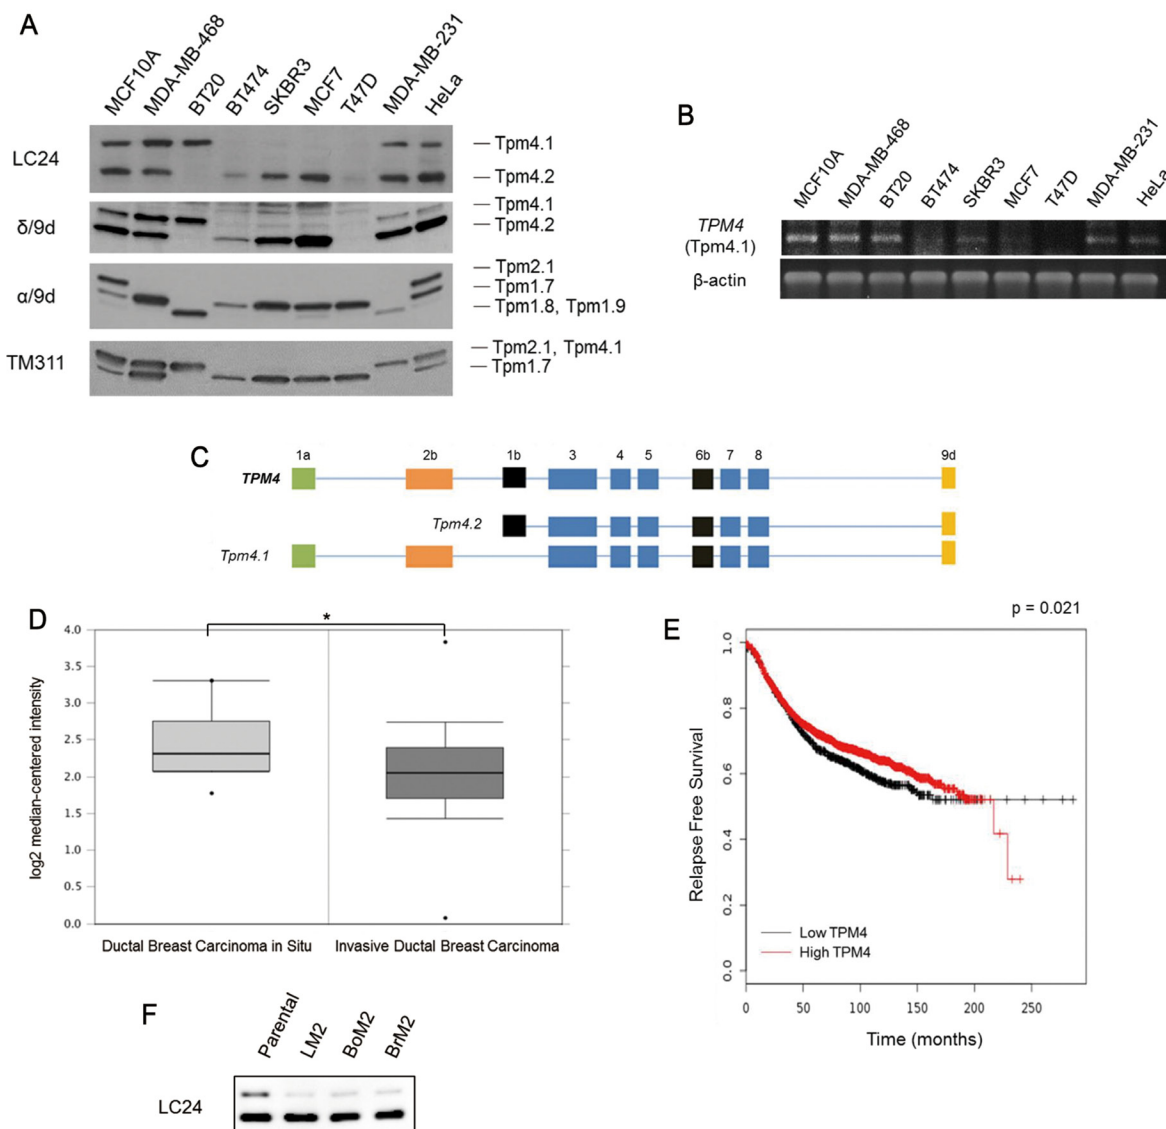 A
MCF10A
MDA-MB-468
BT20
BT474
SKBR3
MCF7
T47D
MDA-MB-231
HeLa
LC24
Tpm4.1
Tpm4.2
δ/9d
Tpm4.1
Tpm4.2
α/9d
Tpm2.1
Tpm1.7
Tpm1.8, Tpm1.9
TM311
Tpm2.1, Tpm4.1
Tpm1.7
B
MCF10A
MDA-MB-468
BT20
BT474
SKBR3
MCF7
T47D
MDA-MB-231
HeLa
TPM4
(Tpm4.1)
β-actin
C
1a 2b 1b 3 4 5 6b 7 8 9d
TPM4
Tpm4.2
Tpm4.1
D
*
4.0
3.5
3.0
2.5
2.0
1.5
1.0
0.5
0.0
log2 median-centered intensity
Ductal Breast Carcinoma in Situ
Invasive Ductal Breast Carcinoma
E
p = 0.021
1.0
0.8
0.6
0.4
0.2
0.0
Relapse Free Survival
Low TPM4
High TPM4
0 50 100 150 200 250
Time (months)
F
Parental
LM2
BoM2
BrM2
LC24